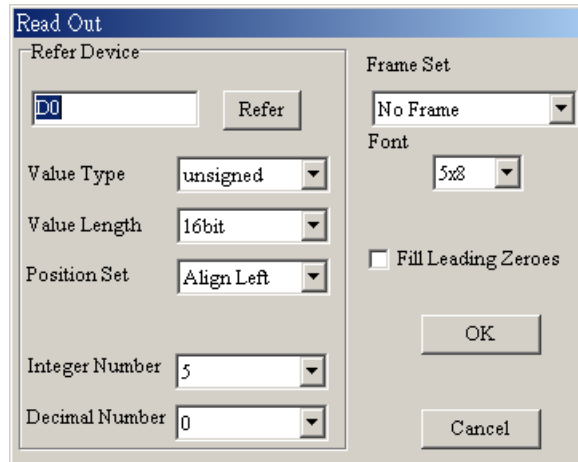 Read Out
Refer Device
D0
Refer
Value Type
unsigned
Value Length
16bit
Position Set
Align Left
Integer Number
5
Decimal Number
0
Frame Set
No Frame
Font
5x8
Fill Leading Zeroes
OK
Cancel